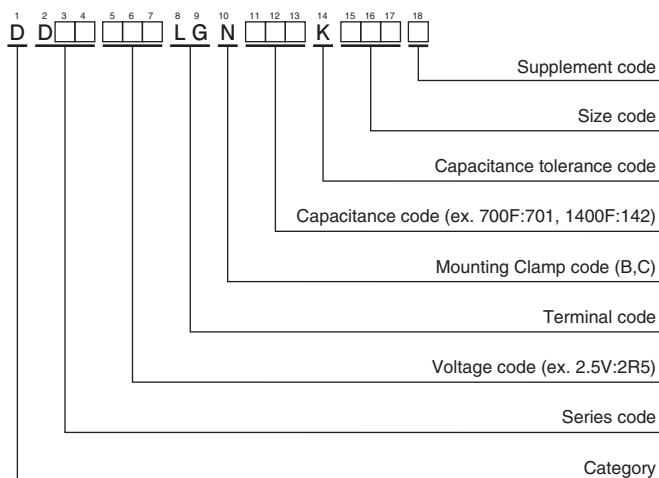 1 2 3 4 5 6 7 8 9 10 11 12 13 14 15 16 17 18
D D L G N K
Supplement code
Size code
Capacitance tolerance code
Capacitance code (ex. 700F:701, 1400F:142)
Mounting Clamp code (B,C)
Terminal code
Voltage code (ex. 2.5V:2R5)
Series code
Category